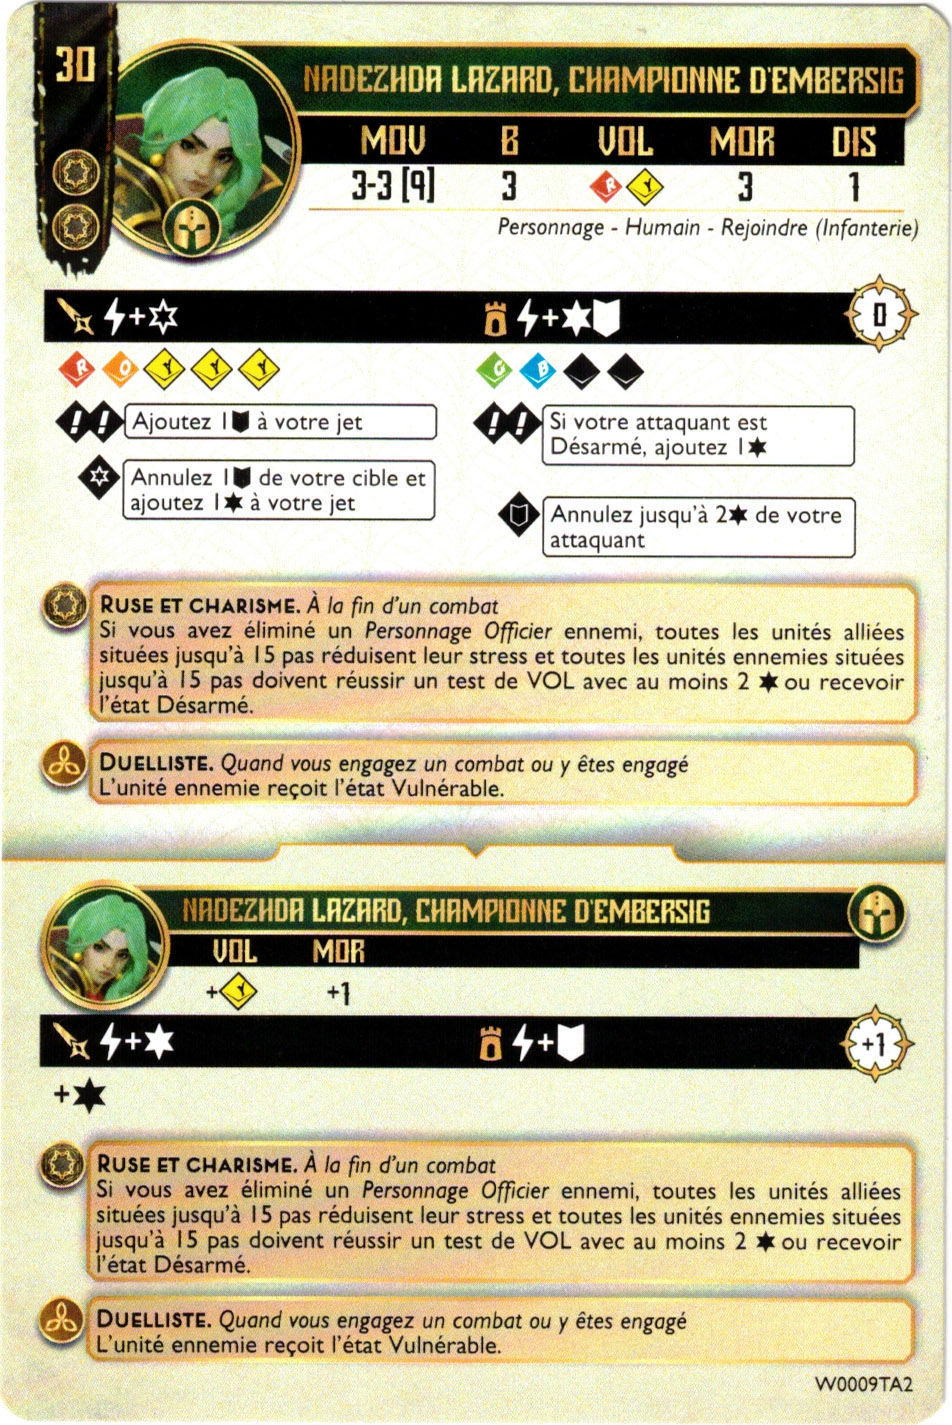 30
NADEZHDA LAZARD, CHAMPIONNE D'EMBERSIG
MOV B VOL MOR DIS
3-3 [9] 3 R Y 3 1
Personnage - Humain - Rejoindre (Infanterie)
+ + 0
R O Y Y Y G B
!! Ajoutez 1 à votre jet
!! Si votre attaquant est
Désarmé, ajoutez 1
Annulez 1 de votre cible et
ajoutez 1 à votre jet
Annulez jusqu'à 2 de votre
attaquant
RUSE ET CHARISME. À la fin d'un combat
Si vous avez éliminé un Personnage Officier ennemi, toutes les unités alliées
situées jusqu'à 15 pas réduisent leur stress et toutes les unités ennemies situées
jusqu'à 15 pas doivent réussir un test de VOL avec au moins 2 ou recevoir
l'état Désarmé.
DUELLISTE. Quand vous engagez un combat ou y êtes engagé
L'unité ennemie reçoit l'état Vulnérable.
NADEZHDA LAZARD, CHAMPIONNE D'EMBERSIG
VOL MOR
+Y +1
+ + +1
+
RUSE ET CHARISME. À la fin d'un combat
Si vous avez éliminé un Personnage Officier ennemi, toutes les unités alliées
situées jusqu'à 15 pas réduisent leur stress et toutes les unités ennemies situées
jusqu'à 15 pas doivent réussir un test de VOL avec au moins 2 ou recevoir
l'état Désarmé.
DUELLISTE. Quand vous engagez un combat ou y êtes engagé
L'unité ennemie reçoit l'état Vulnérable.
W0009TA2